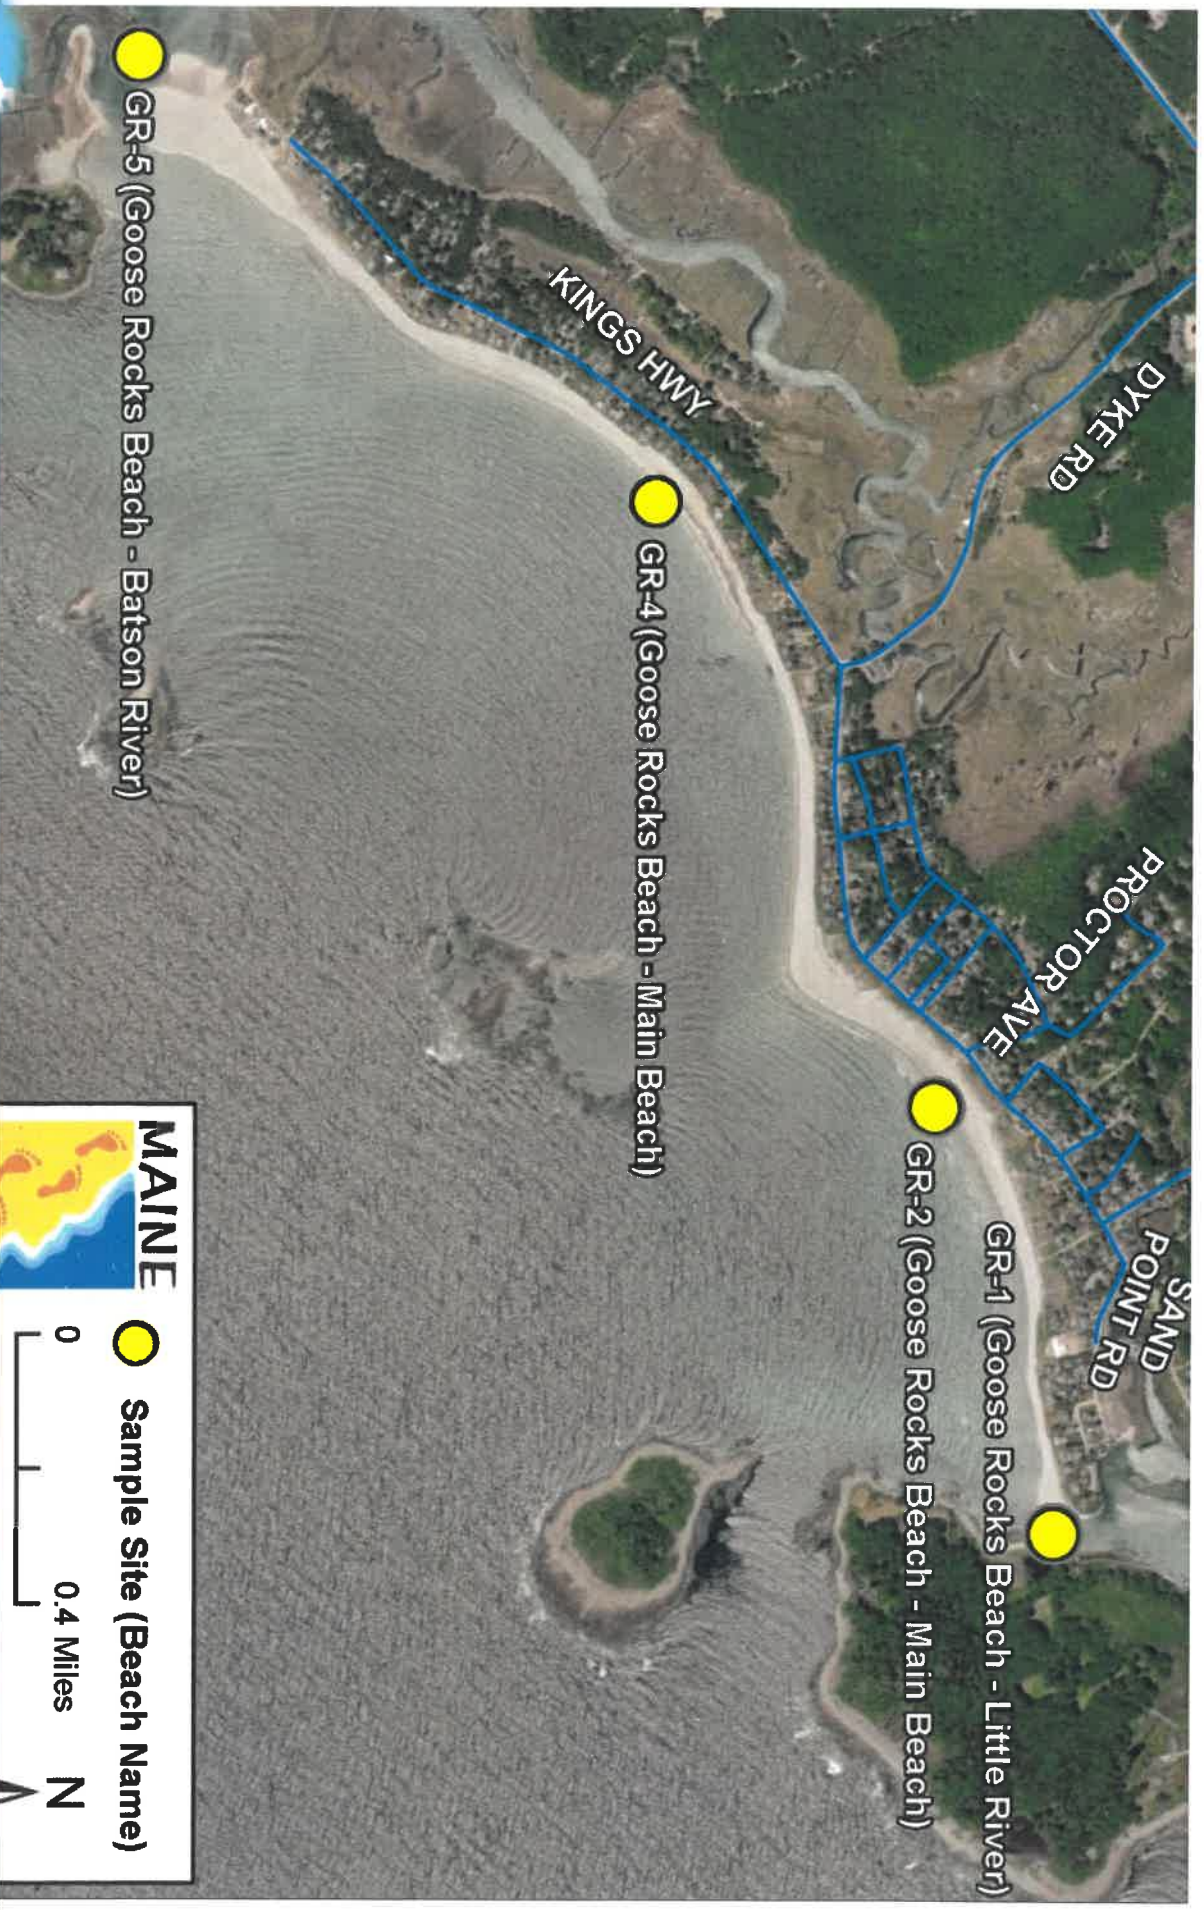 DYKE RD
KINGS HWY
PROCTOR AVE
SAND
POINT RD
GR-1 (Goose Rocks Beach - Little River)
GR-2 (Goose Rocks Beach - Main Beach)
GR-4 (Goose Rocks Beach - Main Beach)
GR-5 (Goose Rocks Beach - Batson River)
MAINE
Sample Site (Beach Name)
0 0.4 Miles
N